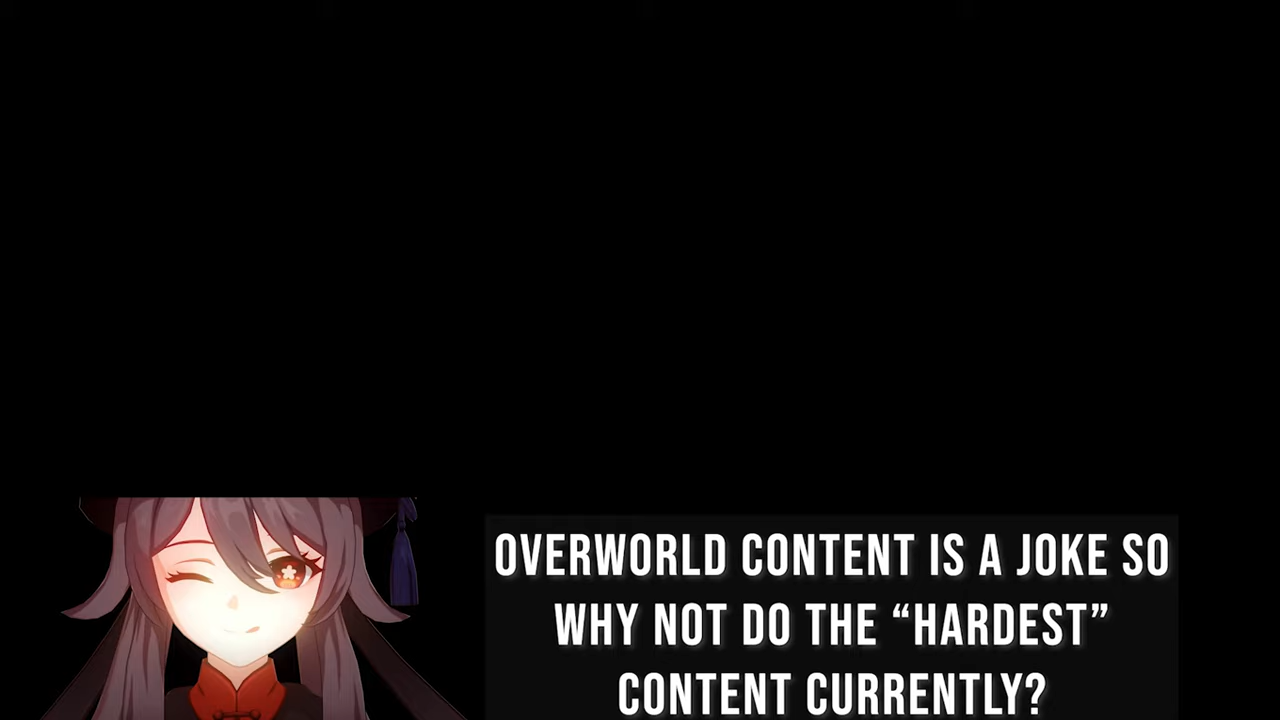 OVERWORLD CONTENT IS A JOKE SO
WHY NOT DO THE “HARDEST”
CONTENT CURRENTLY?